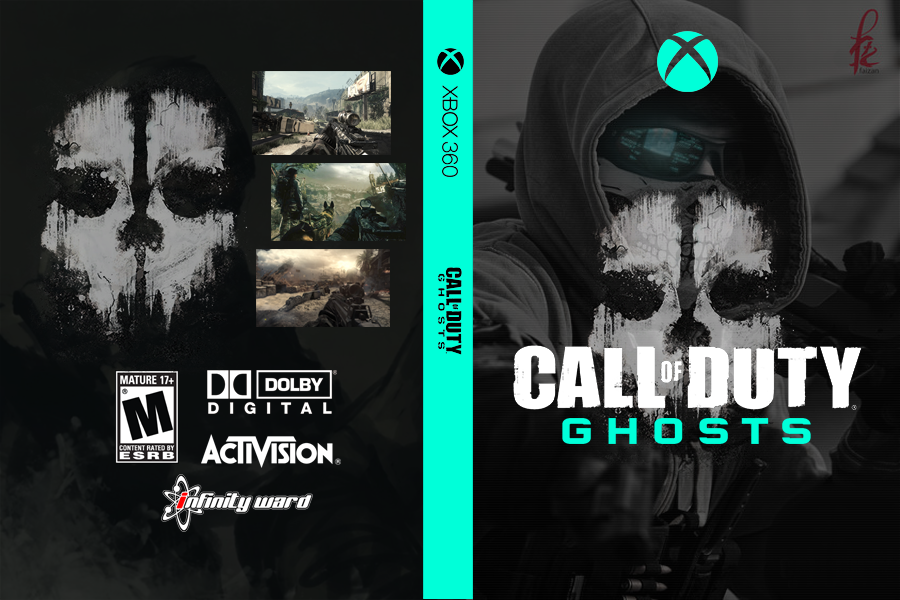 MATURE 17+
M
®
CONTENT RATED BY
ESRB
DOLBY®
DIGITAL
ACTIVISION®
infinity ward
XBOX 360
CALL OF DUTY
GHOSTS
CALL OF DUTY®
GHOSTS